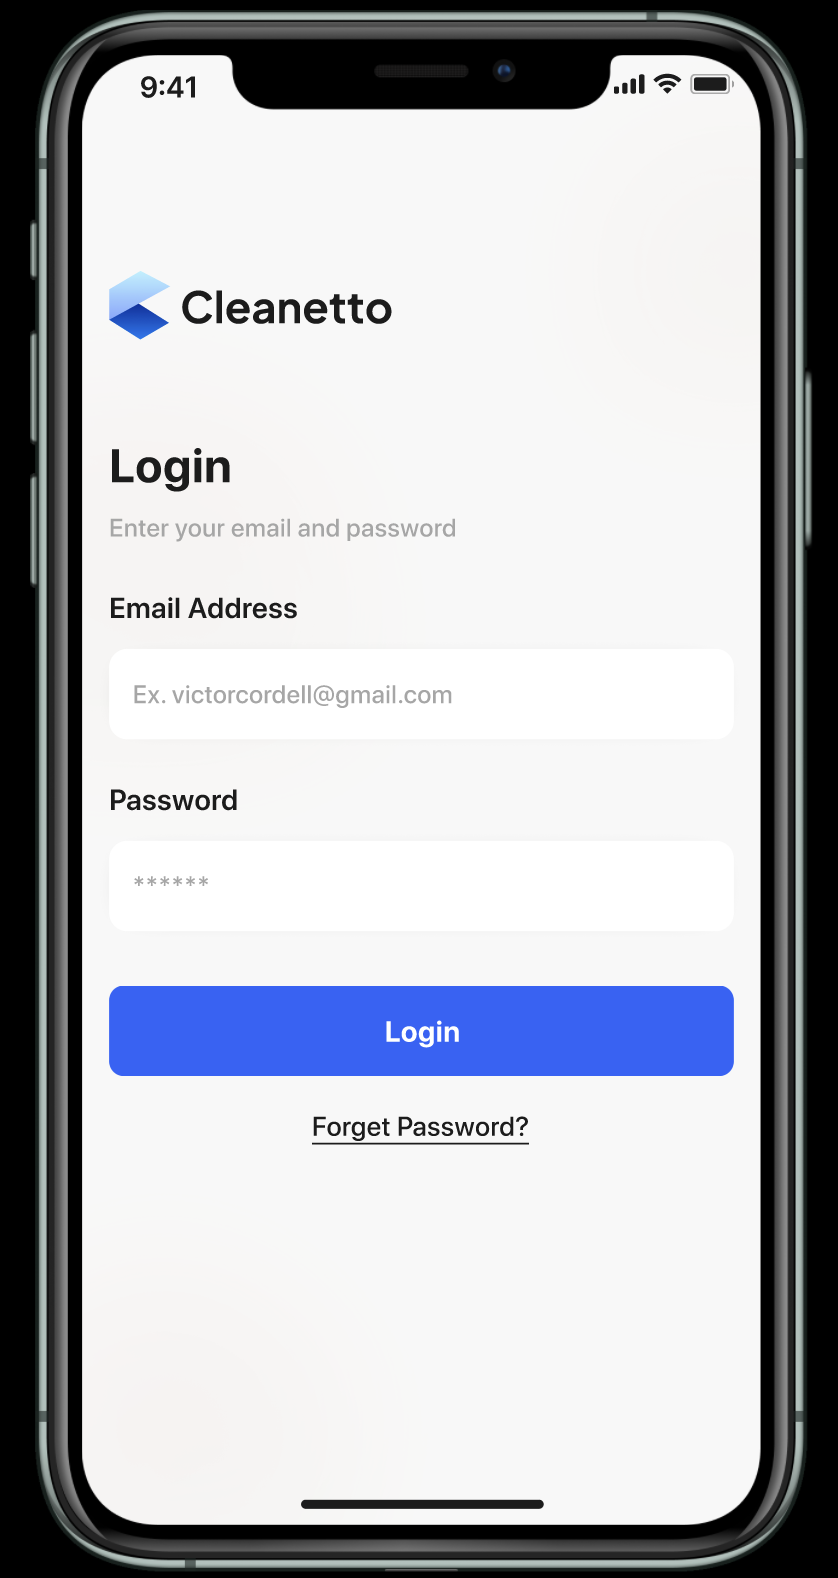 9:41
Cleanetto
Login
Enter your email and password
Email Address
Ex. victorcordell@gmail.com
Password
******
Login
Forget Password?